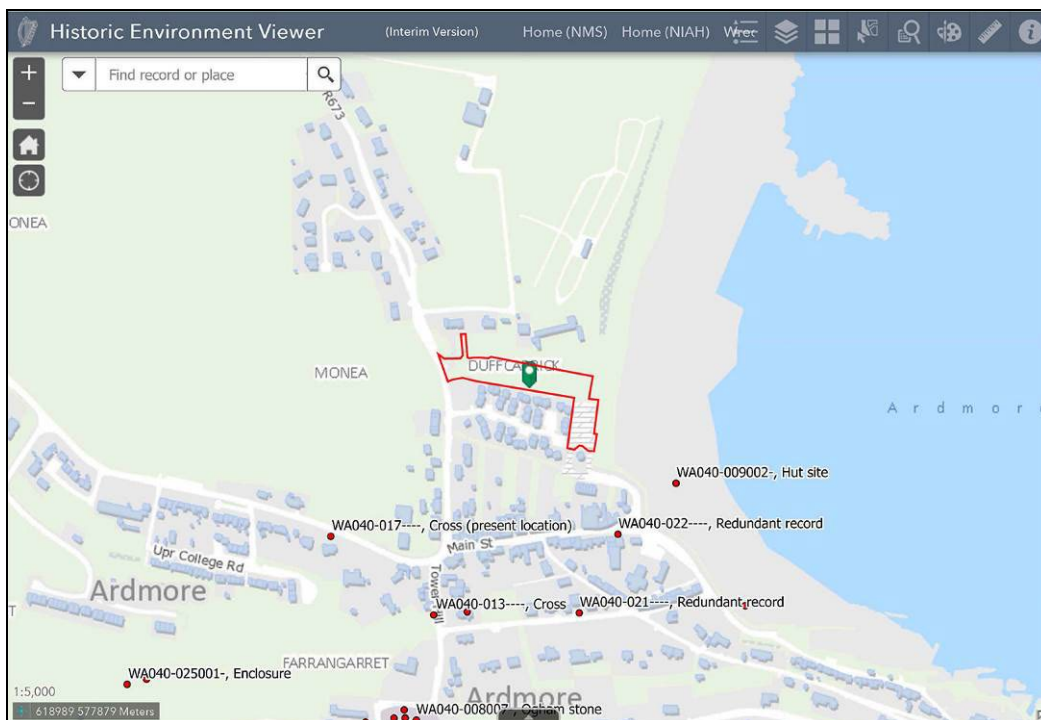 Historic Environment Viewer (Interim Version) Home (NMS) Home (NIAH) Wrec
+
Find record or place
−
R673
ONEA
MONEA
DUFFCARRICK
Ardmor
WA040-009002-, Hut site
WA040-017----, Cross (present location)
WA040-022----, Redundant record
Main St
Upr College Rd
Ardmore
Tower Hill
WA040-013----, Cross
WA040-021----, Redundant record
FARRANGARRET
WA040-025001-, Enclosure
1:5,000
Ardmore
WA040-008007-, Ogham stone
618989 577879 Meters